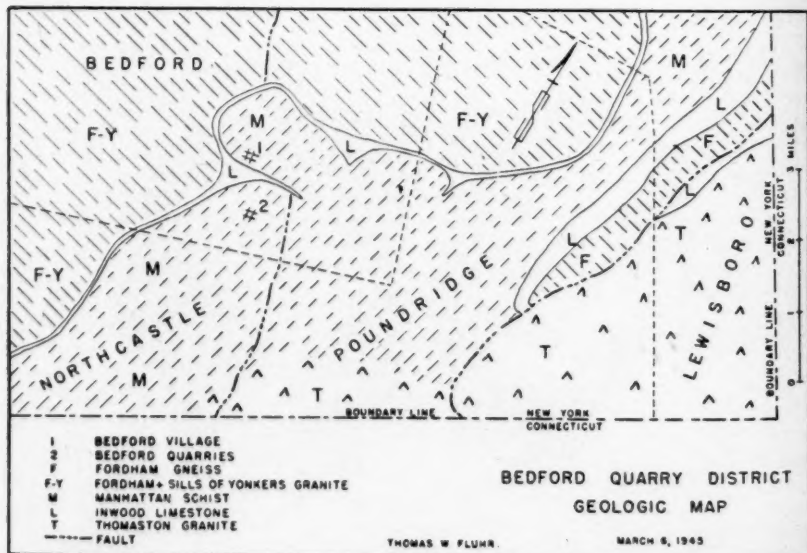 BEDFORD
F-Y
M
F-Y
M
L
#1
L
L
F
#2
L
3 MILES
2
1
0
F-Y
M
L
T
F
NORTHCASTLE
POUNDRIDGE
LEWISBORO
M
T
T
NEW YORK
CONNECTICUT
BOUNDARY LINE
BOUNDARY LINE
NEW YORK
CONNECTICUT
1 BEDFORD VILLAGE
2 BEDFORD QUARRIES
F FORDHAM GNEISS
F-Y FORDHAM + SILLS OF YONKERS GRANITE
M MANHATTAN SCHIST
L INWOOD LIMESTONE
T THOMASTON GRANITE
FAULT
BEDFORD QUARRY DISTRICT
GEOLOGIC MAP
THOMAS W. FLUHR.
MARCH 6, 1945